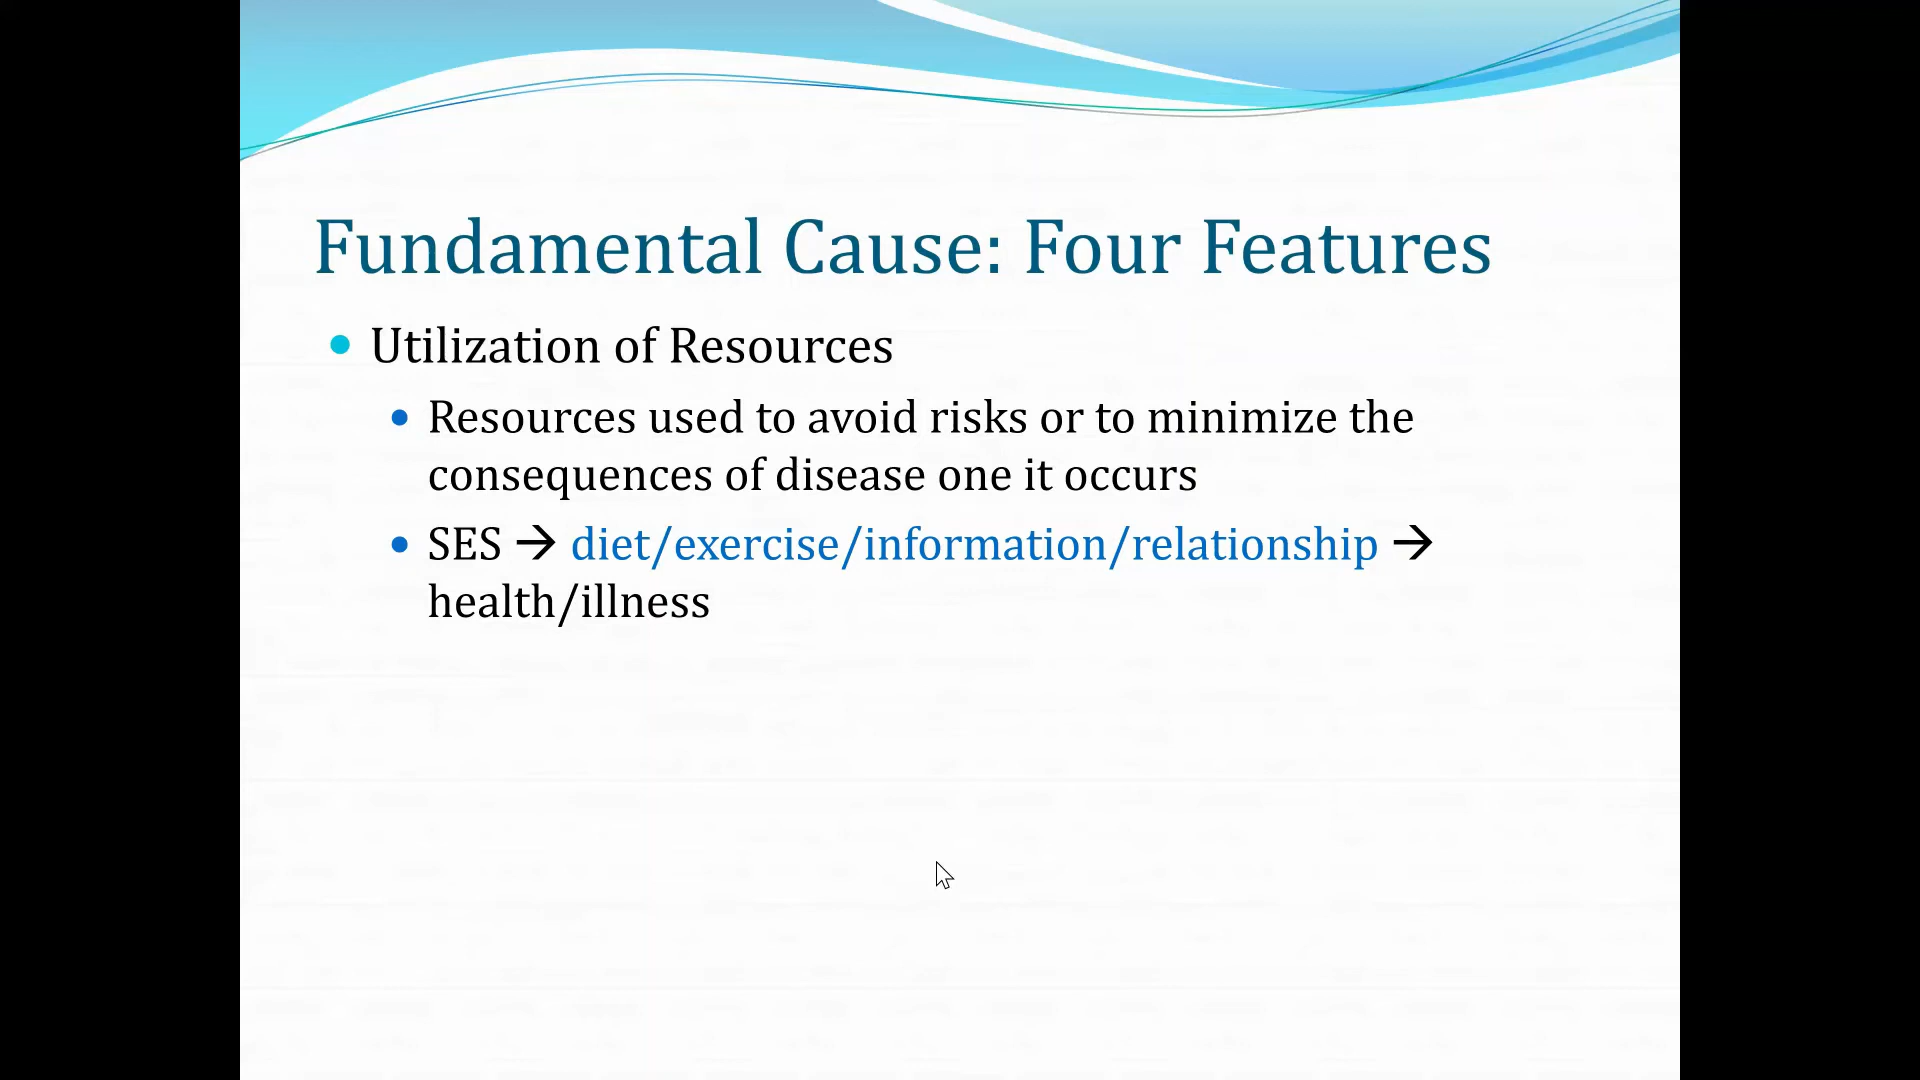 Fundamental Cause: Four Features
• Utilization of Resources
• Resources used to avoid risks or to minimize the
consequences of disease one it occurs
• SES → diet/exercise/information/relationship →
health/illness